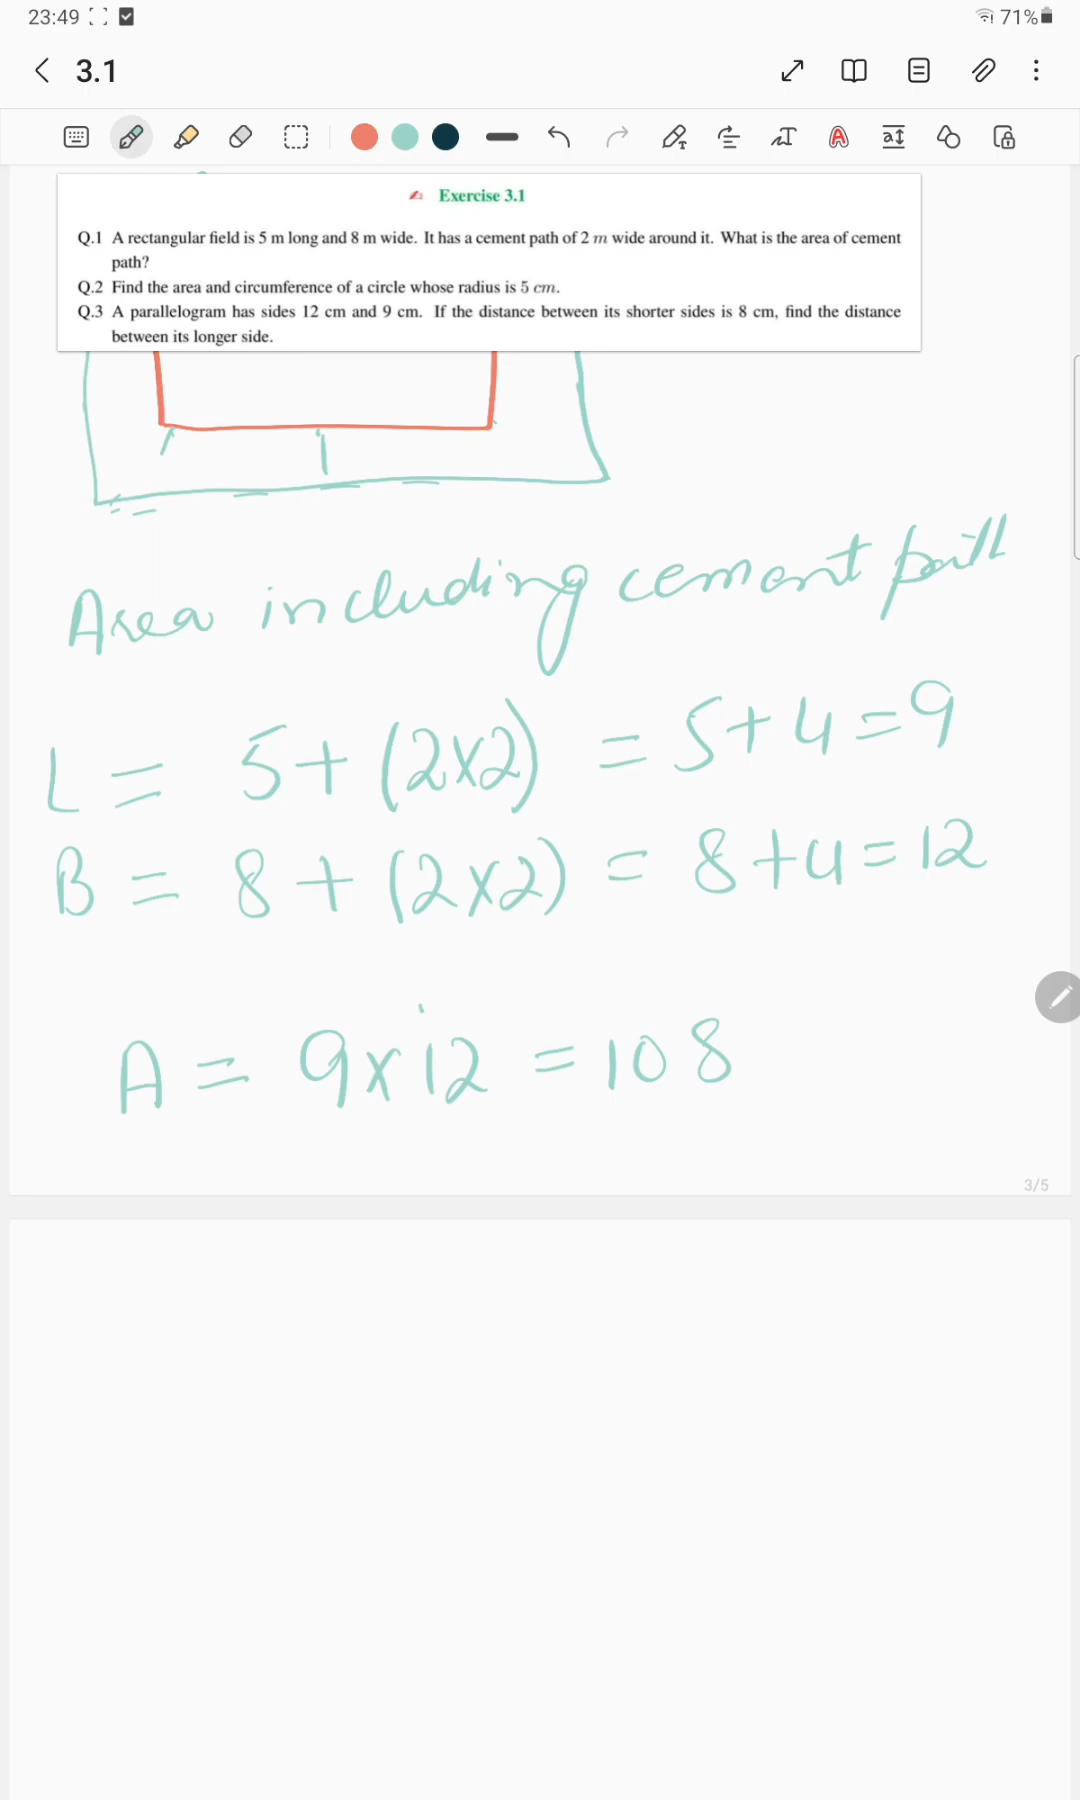 23:49 71%
3.1
Exercise 3.1
Q.1 A rectangular field is 5 m long and 8 m wide. It has a cement path of 2 m wide around it. What is the area of cement
path?
Q.2 Find the area and circumference of a circle whose radius is 5 cm.
Q.3 A parallelogram has sides 12 cm and 9 cm. If the distance between its shorter sides is 8 cm, find the distance
between its longer side.
Area including cement path
L = 5+ (2x2) = 5+4=9
B = 8 + (2x2) = 8+4=12
A = 9x12 =108
3/5